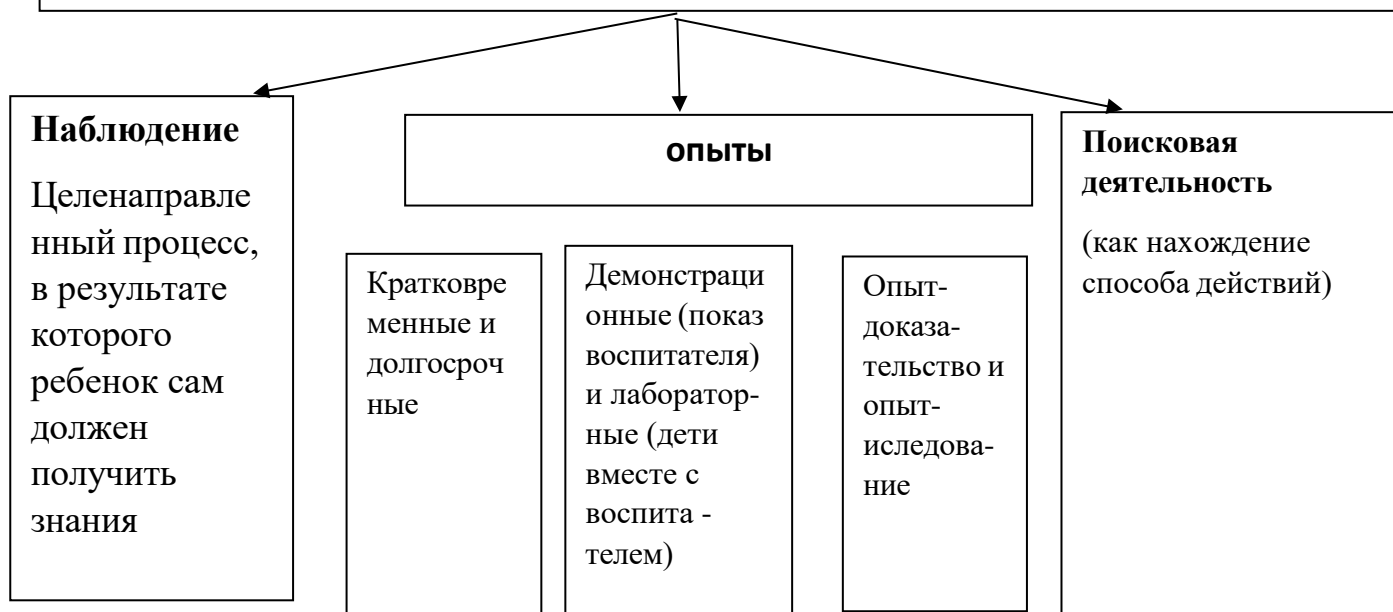 Наблюдение
Целенаправле
нный процесс,
в результате
которого
ребенок сам
должен
получить
знания
опыты
Кратковре
менные и
долгосроч
ные
Демонстраци
онные (показ
воспитателя)
и лаборатор-
ные (дети
вместе с
воспита -
телем)
Опыт-
доказа-
тельство и
опыт-
иследова-
ние
Поисковая
деятельность
(как нахождение
способа действий)